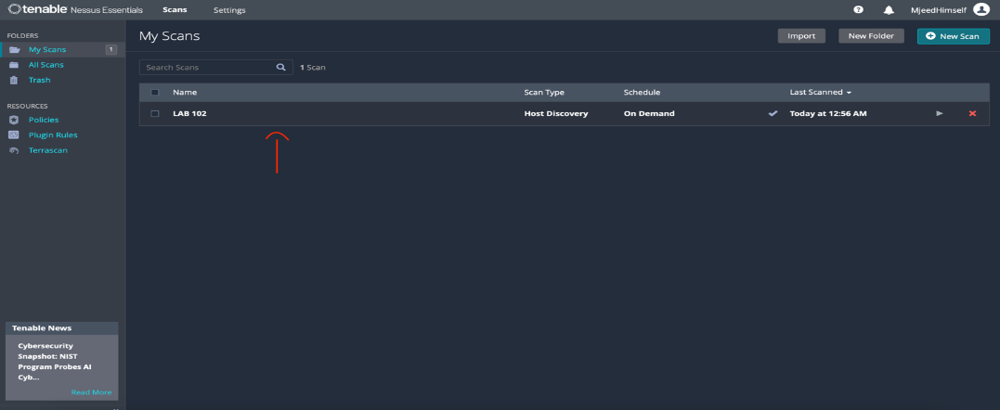 tenable Nessus Essentials Scans Settings MjeedHimself
FOLDERS
My Scans 1
All Scans
Trash
RESOURCES
Policies
Plugin Rules
Terrascan
Tenable News
Cybersecurity
Snapshot: NIST
Program Probes AI
Cyb...
Read More
My Scans
Import New Folder New Scan
Search Scans 1 Scan
Name Scan Type Schedule Last Scanned
LAB 102 Host Discovery On Demand Today at 12:56 AM